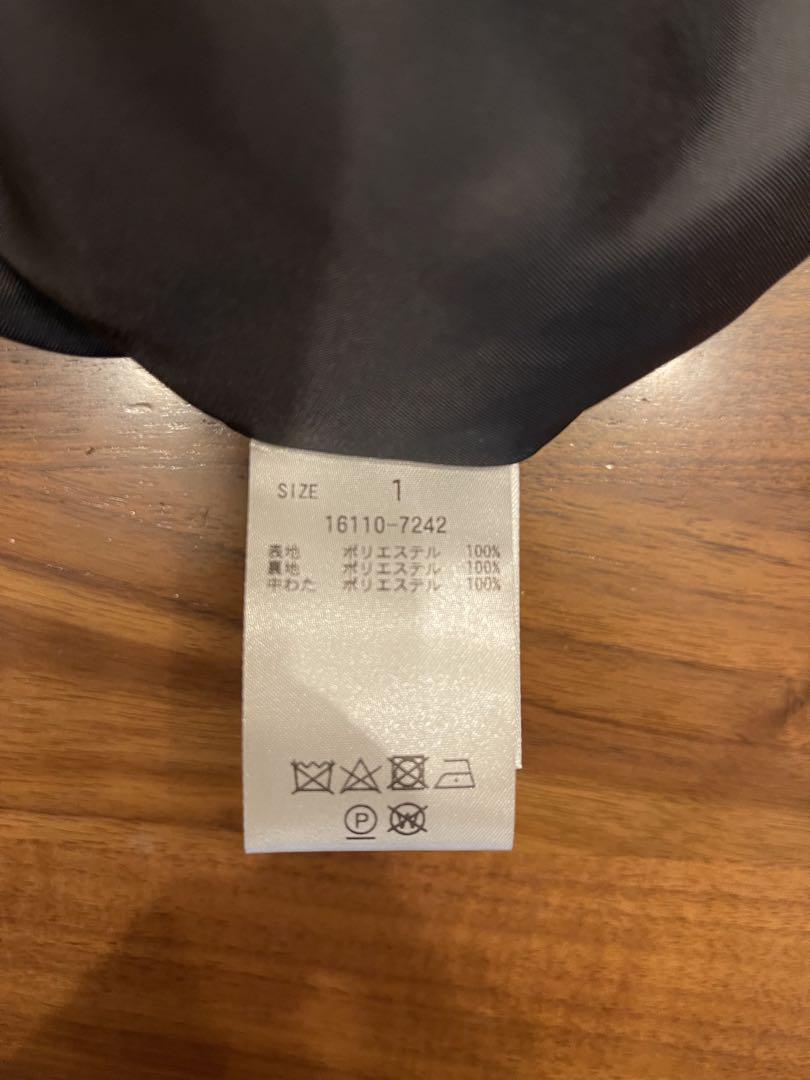 SIZE 1
16110-7242
表地 ポリエステル 100%
裏地 ポリエステル 100%
中わた ポリエステル 100%
P W